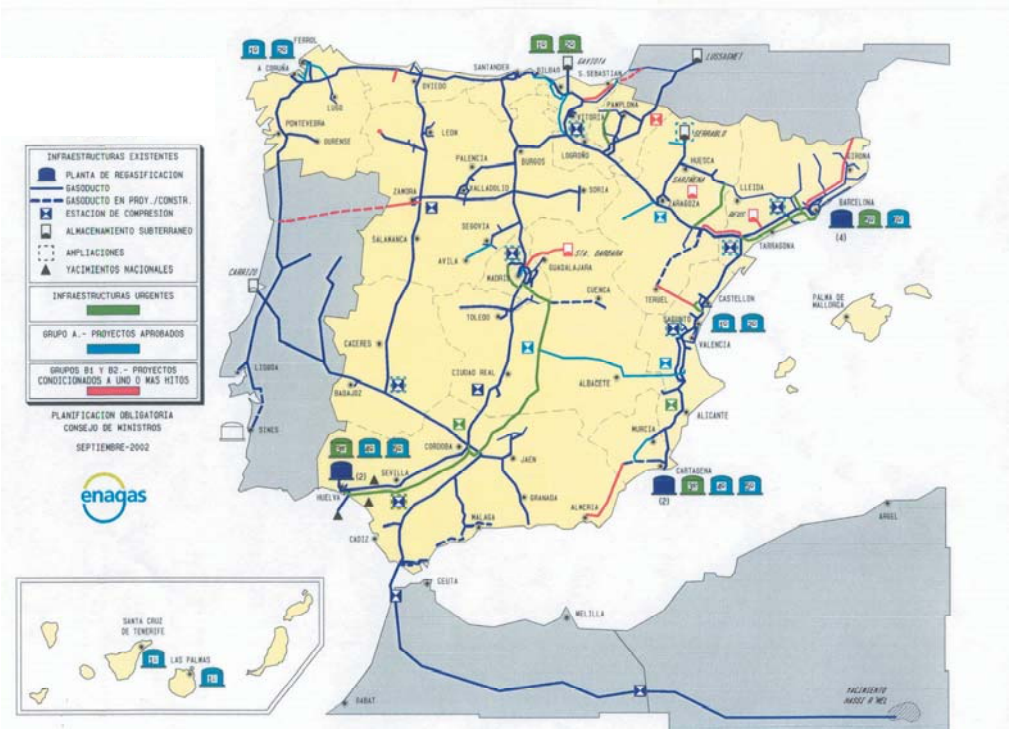 FERROL
A CORUÑA
LUGO
PONTEVEDRA
OURENSE
OVIEDO
SANTANDER
BILBAO
GAVIOTA
S. SEBASTIAN
LUSSAGNET
LEON
PALENCIA
BURGOS
VITORIA
PAMPLONA
LOGROÑO
SERRABLO
HUESCA
GIRONA
SARIÑENA
LLEIDA
BARCELONA
(4)
REUS
TARRAGONA
ZARAGOZA
SORIA
VALLADOLID
ZAMORA
SALAMANCA
SEGOVIA
AVILA
STA. BARBARA
GUADALAJARA
MADRID
CUENCA
TERUEL
CASTELLON
PALMA DE
MALLORCA
TOLEDO
SAGUNTO
VALENCIA
CACERES
CIUDAD REAL
ALBACETE
BADAJOZ
ALICANTE
MURCIA
CARTAGENA
(2)
CORDOBA
JAEN
SEVILLA
(2)
HUELVA
GRANADA
ALMERIA
MALAGA
CADIZ
CEUTA
MELILLA
ARGEL
RABAT
YACIMIENTO
HASSI R'MEL
CARRIZO
LISBOA
SINES
INFRAESTRUCTURAS EXISTENTES
PLANTA DE REGASIFICACION
GASODUCTO
GASODUCTO EN PROY./CONSTR.
ESTACION DE COMPRESION
ALMACENAMIENTO SUBTERRANEO
AMPLIACIONES
YACIMIENTOS NACIONALES
INFRAESTRUCTURAS URGENTES
GRUPO A.- PROYECTOS APROBADOS
GRUPOS B1 Y B2.- PROYECTOS
CONDICIONADOS A UNO O MAS HITOS
PLANIFICACION OBLIGATORIA
CONSEJO DE MINISTROS
SEPTIEMBRE-2002
enagas
SANTA CRUZ
DE TENERIFE
LAS PALMAS